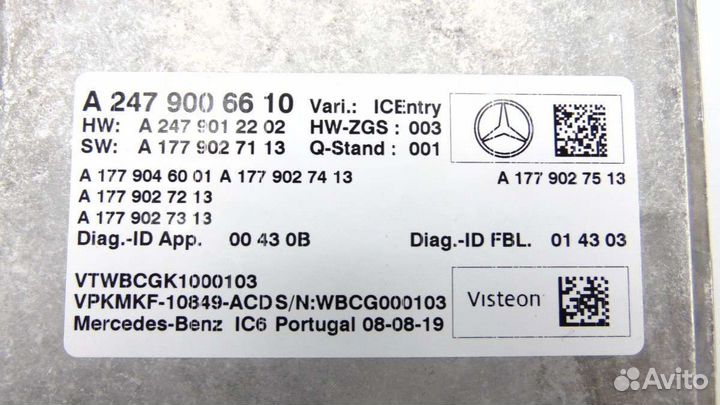 A 247 900 66 10 Vari.: ICEntry
HW: A 247 901 22 02 HW-ZGS : 003
SW: A 177 902 71 13 Q-Stand : 001
A 177 904 60 01 A 177 902 74 13 A 177 902 75 13
A 177 902 72 13
A 177 902 73 13
Diag.-ID App. 00 43 0B Diag.-ID FBL. 01 43 03
VTWBCGK1000103
VPKMKF-10849-ACD S/N:WBCG000103
Mercedes-Benz IC6 Portugal 08-08-19
Visteon
Avito